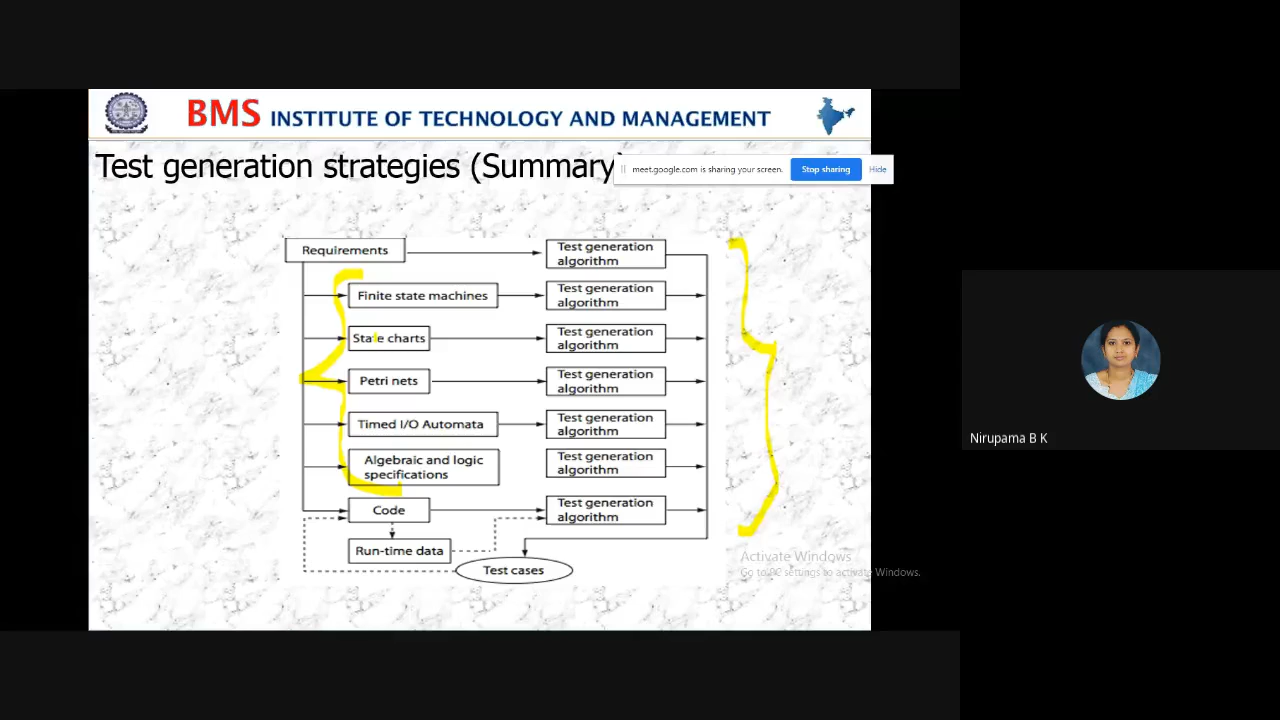 BMS INSTITUTE OF TECHNOLOGY AND MANAGEMENT
Test generation strategies (Summary)
meet.google.com is sharing your screen.
Stop sharing
Hide
Requirements
Test generation
algorithm
Finite state machines
Test generation
algorithm
State charts
Test generation
algorithm
Petri nets
Test generation
algorithm
Timed I/O Automata
Test generation
algorithm
Algebraic and logic
specifications
Test generation
algorithm
Code
Test generation
algorithm
Run-time data
Test cases
Activate Windows
Go to PC settings to activate Windows.
Nirupama B K